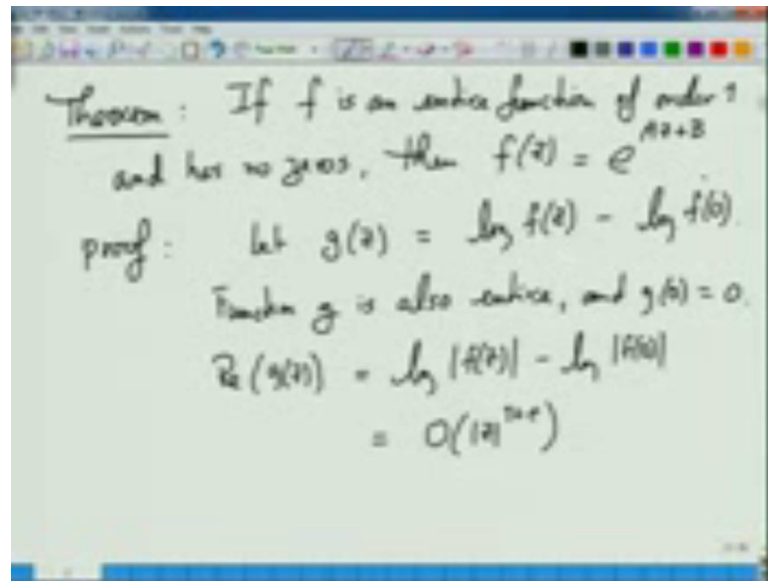 Theorem : If f is an entire function of order 1
and has no zeros, then f(z) = e^{Az+B}
proof : Let g(z) = log f(z) - log f(0).
Function g is also entire, and g(0) = 0.
Re(g(z)) = log |f(z)| - log |f(0)|
= O(|z|^{1+ε})